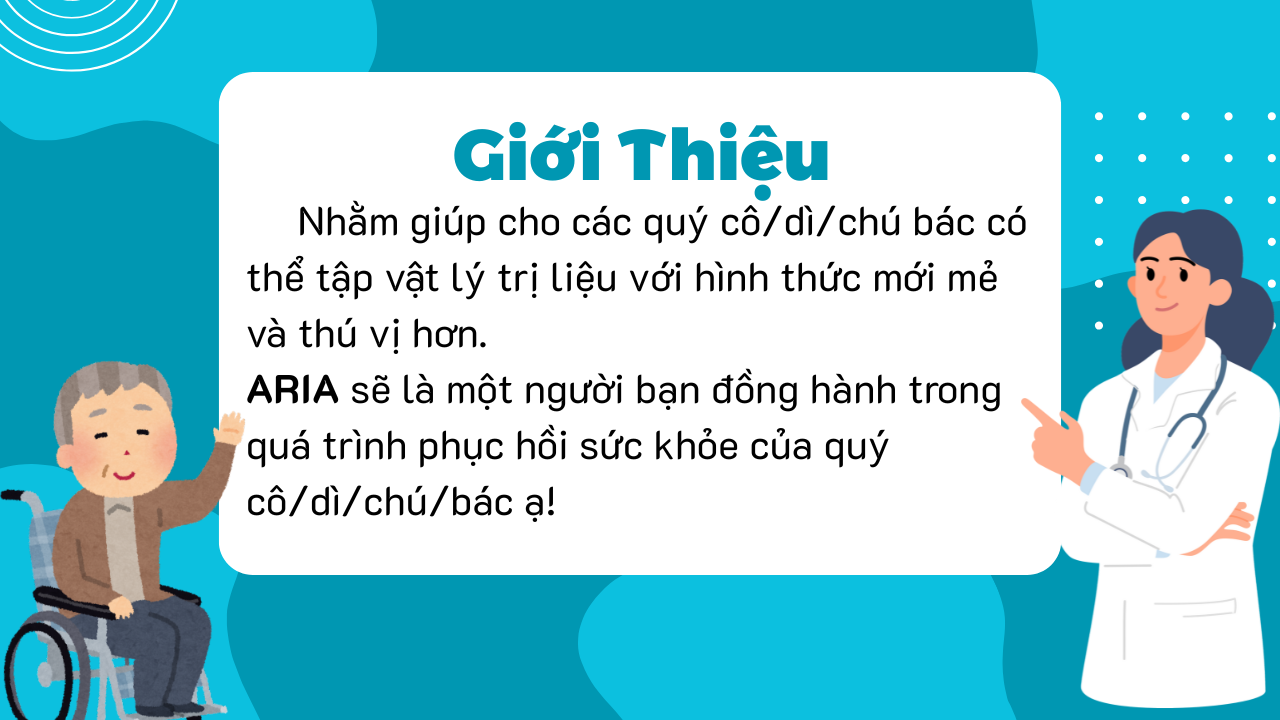 Giới Thiệu
Nhằm giúp cho các quý cô/dì/chú bác có
thể tập vật lý trị liệu với hình thức mới mẻ
và thú vị hơn.
ARIA sẽ là một người bạn đồng hành trong
quá trình phục hồi sức khỏe của quý
cô/dì/chú/bác ạ!